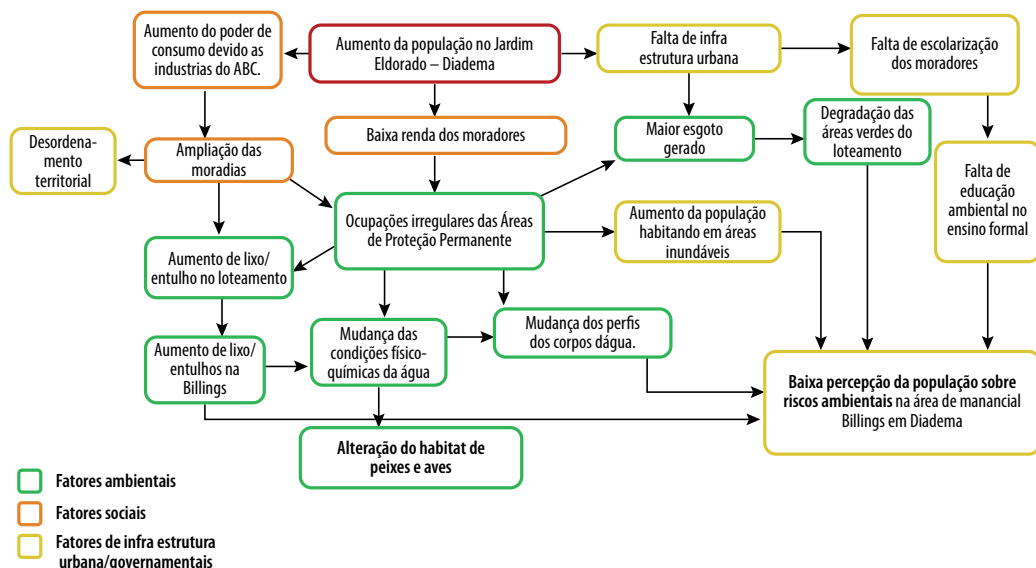 Aumento do poder de
consumo devido as
industrias do ABC.
Aumento da população no Jardim
Eldorado – Diadema
Falta de infra
estrutura urbana
Falta de escolarização
dos moradores
Desordena-
mento
territorial
Ampliação das
moradias
Baixa renda dos moradores
Maior esgoto
gerado
Degradação das
áreas verdes do
loteamento
Falta de
educação
ambiental no
ensino formal
Ocupações irregulares das Áreas
de Proteção Permanente
Aumento da população
habitando em áreas
inundáveis
Aumento de lixo/
entulho no loteamento
Aumento de lixo/
entulhos na
Billings
Mudança das
condições físico-
químicas da água
Mudança dos perfis
dos corpos dágua.
Baixa percepção da população sobre
riscos ambientais na área de manancial
Billings em Diadema
Alteração do habitat de
peixes e aves
Fatores ambientais
Fatores sociais
Fatores de infra estrutura
urbana/governamentais